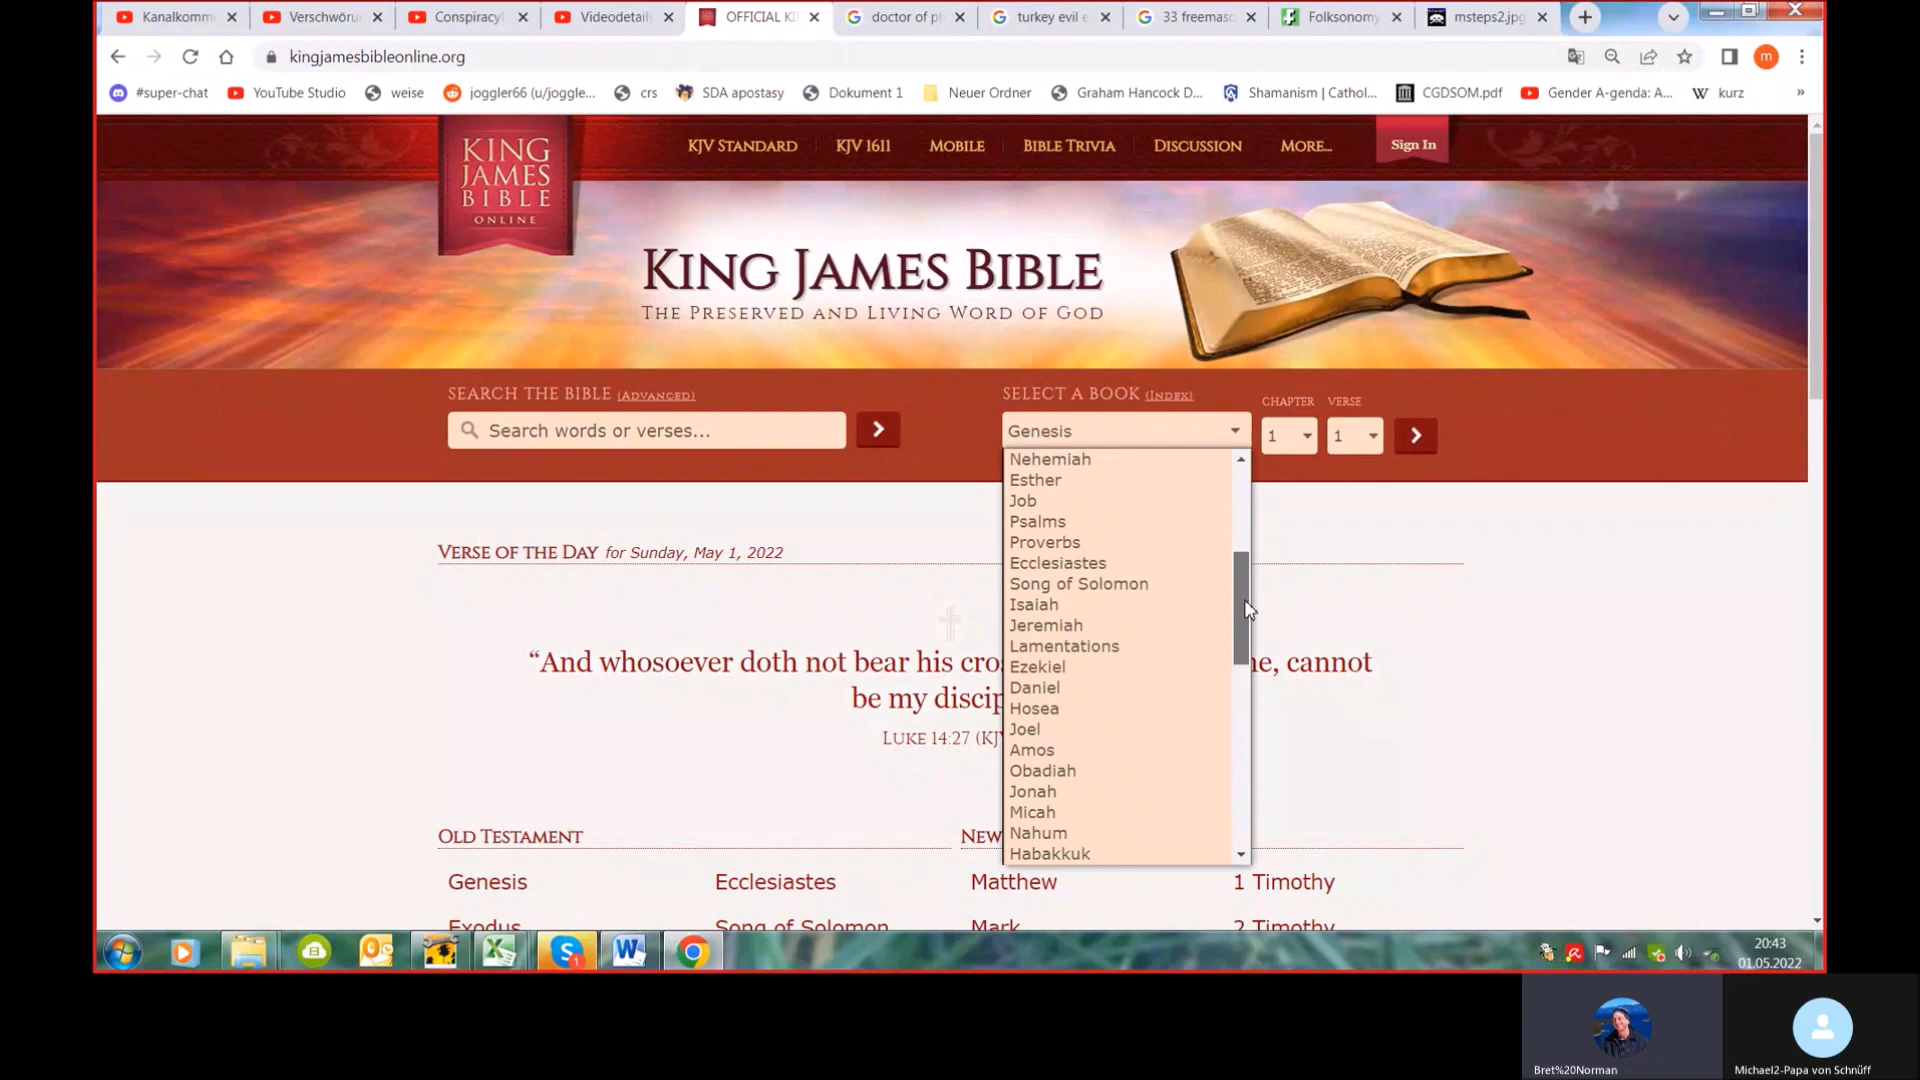 Kanalkomm
Verschwöru
Conspiracy
Videodetails
OFFICIAL KI
doctor of p
turkey evil e
33 freemaso
Folksonomy
msteps2.jpg
kingjamesbibleonline.org
m
#super-chat
YouTube Studio
weise
joggler66 (u/joggle...
crs
SDA apostasy
Dokument 1
Neuer Ordner
Graham Hancock D...
Shamanism | Cathol...
CGDSOM.pdf
Gender A-genda: A...
kurz
»
KING
JAMES
BIBLE
ONLINE
KJV STANDARD
KJV 1611
MOBILE
BIBLE TRIVIA
DISCUSSION
MORE...
Sign In
KING JAMES BIBLE
THE PRESERVED AND LIVING WORD OF GOD
SEARCH THE BIBLE (ADVANCED)
Search words or verses...
SELECT A BOOK (INDEX)
CHAPTER
VERSE
Genesis
1
1
Nehemiah
Esther
Job
Psalms
Proverbs
Ecclesiastes
Song of Solomon
Isaiah
Jeremiah
Lamentations
Ezekiel
Daniel
Hosea
Joel
Amos
Obadiah
Jonah
Micah
Nahum
Habakkuk
VERSE OF THE DAY for Sunday, May 1, 2022
“And whosoever doth not bear his cro e, cannot
be my discip
LUKE 14:27 (KJ
OLD TESTAMENT
NEW
Genesis
Ecclesiastes
Matthew
1 Timothy
Exodus
Song of Solomon
Mark
2 Timothy
20:43
01.05.2022
Bret%20Norman
Michael2-Papa von Schnüff